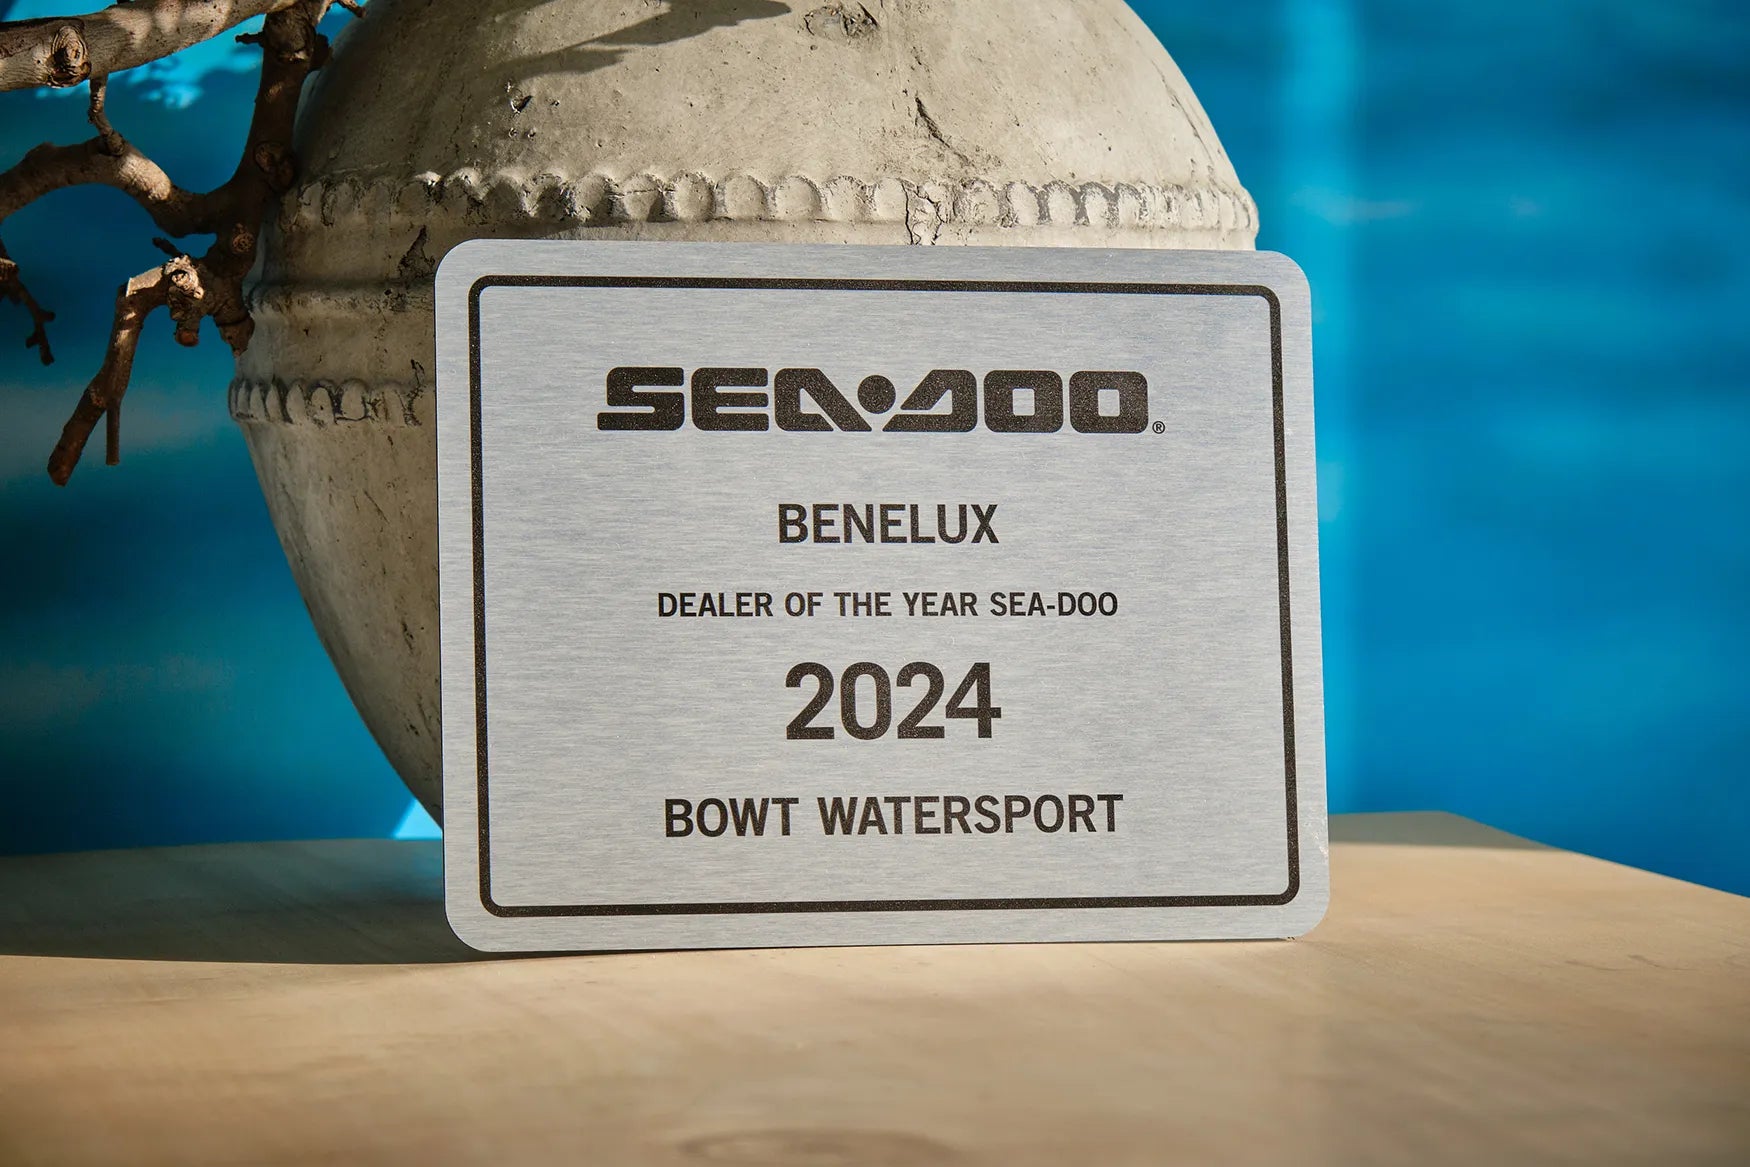 SEA-DOO®
BENELUX
DEALER OF THE YEAR SEA-DOO
2024
BOWT WATERSPORT